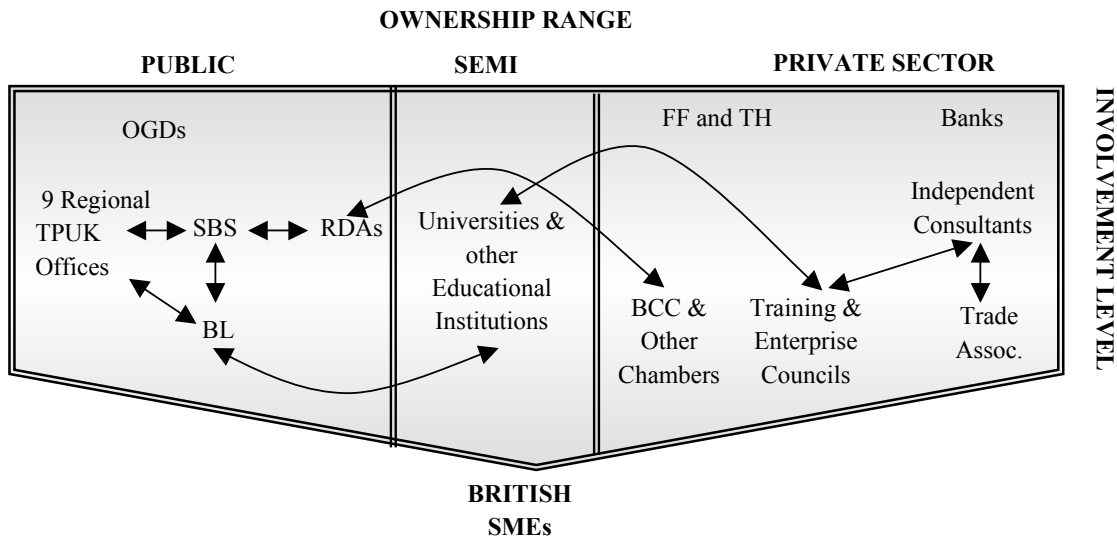 OWNERSHIP RANGE
PUBLIC
SEMI
PRIVATE SECTOR
INVOLVEMENT LEVEL
OGDs
9 Regional
TPUK
Offices
SBS
RDAs
BL
Universities &
other
Educational
Institutions
FF and TH
Banks
BCC &
Other
Chambers
Training &
Enterprise
Councils
Independent
Consultants
Trade
Assoc.
BRITISH
SMEs